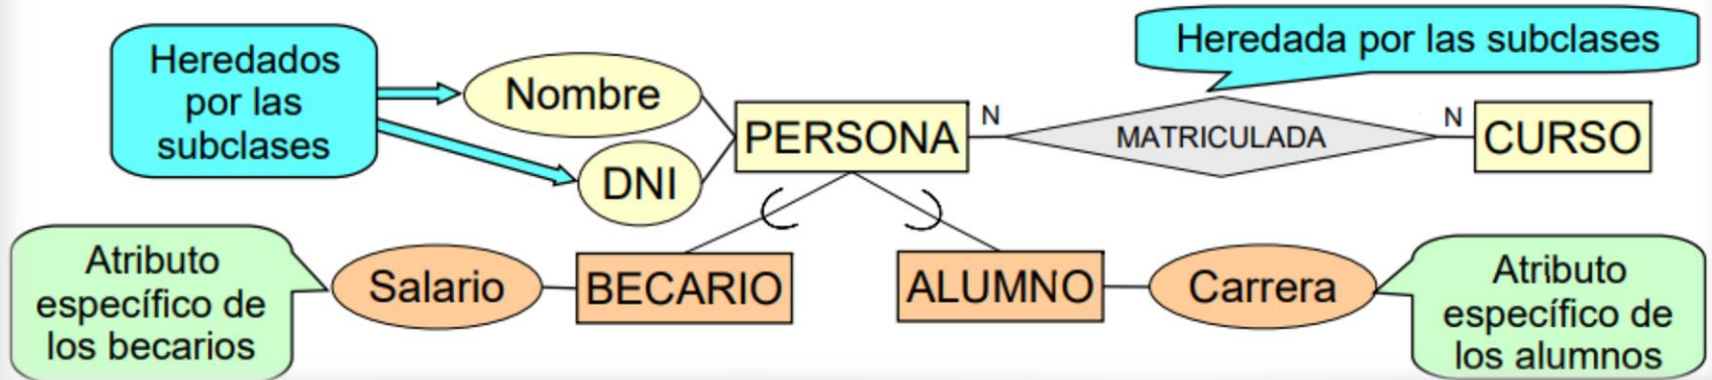 Heredados
por las
subclases
Nombre
DNI
PERSONA
N
MATRICULADA
N
CURSO
Heredada por las subclases
Atributo
específico de
los becarios
Salario
BECARIO
ALUMNO
Carrera
Atributo
específico de
los alumnos